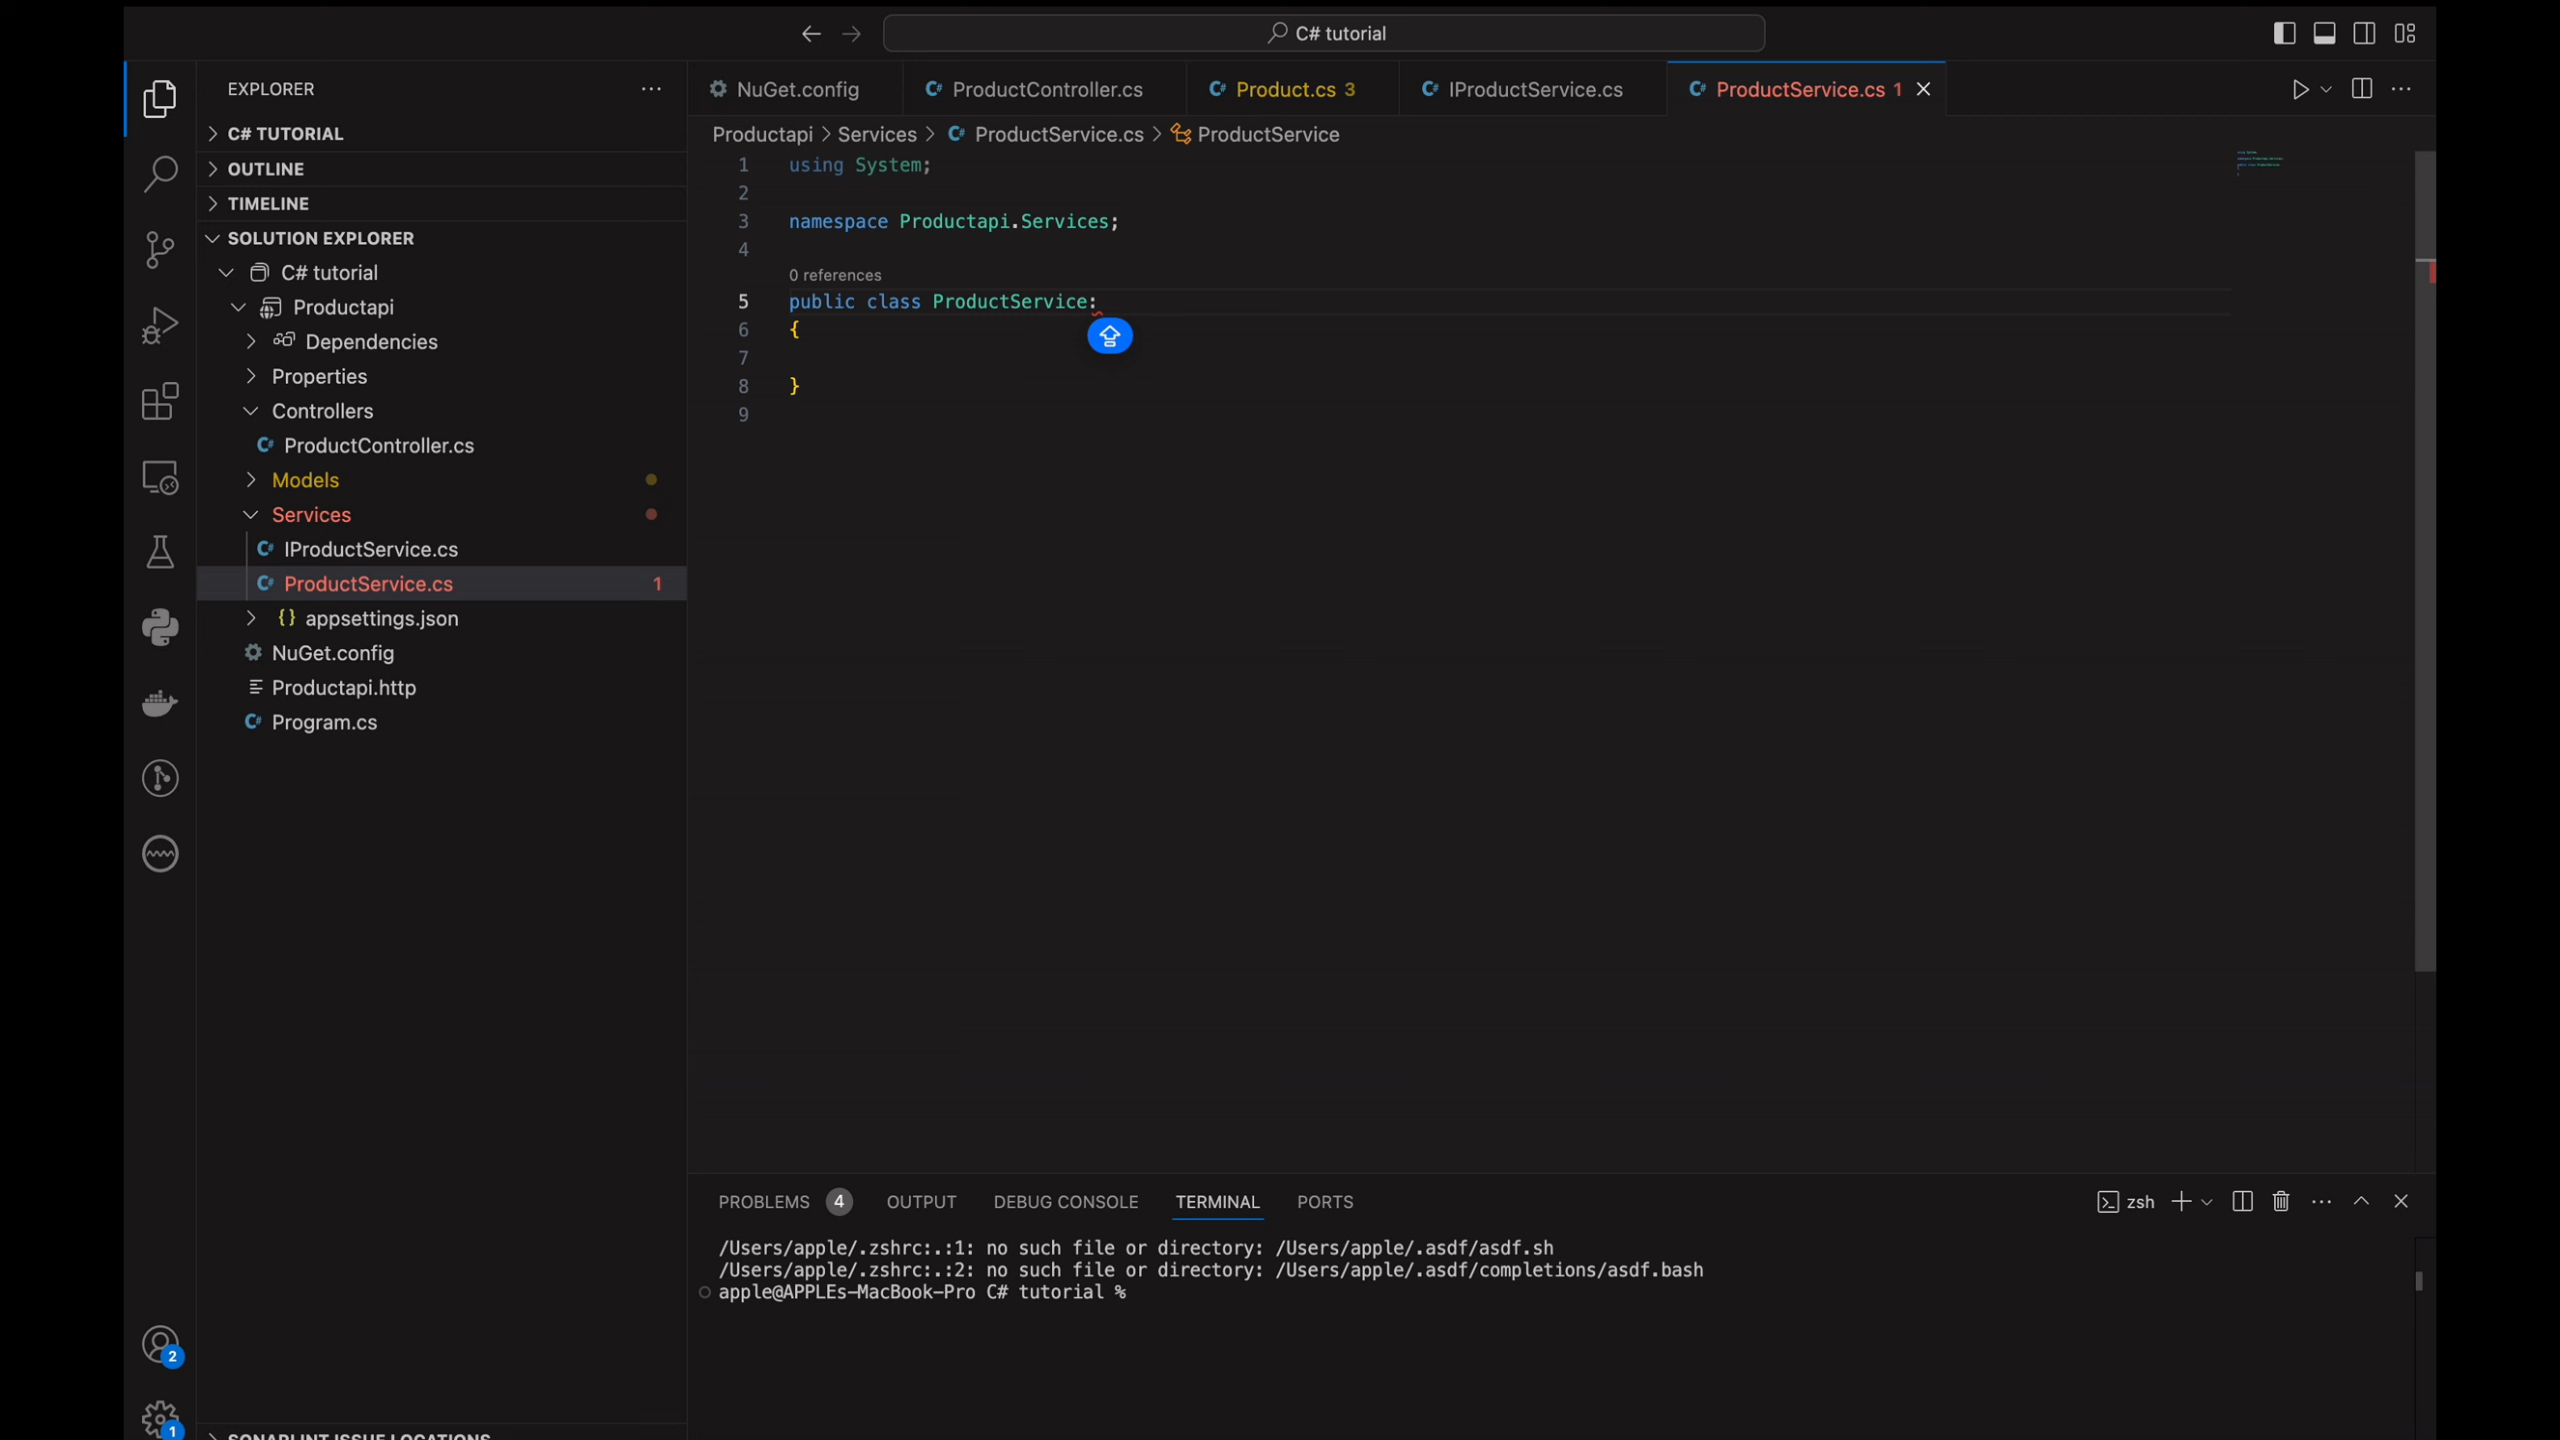 C# tutorial
EXPLORER
C# TUTORIAL
OUTLINE
TIMELINE
SOLUTION EXPLORER
C# tutorial
Productapi
Dependencies
Properties
Controllers
C# ProductController.cs
Models
Services
C# IProductService.cs
C# ProductService.cs 1
{} appsettings.json
NuGet.config
Productapi.http
C# Program.cs
2
1
NuGet.config
C# ProductController.cs
C# Product.cs 3
C# IProductService.cs
C# ProductService.cs 1
Productapi > Services > C# ProductService.cs > ProductService
1 using System;
2
3 namespace Productapi.Services;
4
0 references
5 public class ProductService:
6 {
7
8 }
9
PROBLEMS 4 OUTPUT DEBUG CONSOLE TERMINAL PORTS
zsh
/Users/apple/.zshrc:.:1: no such file or directory: /Users/apple/.asdf/asdf.sh
/Users/apple/.zshrc:.:2: no such file or directory: /Users/apple/.asdf/completions/asdf.bash
apple@APPLEs-MacBook-Pro C# tutorial %
SONARLINT ISSUE LOCATIONS